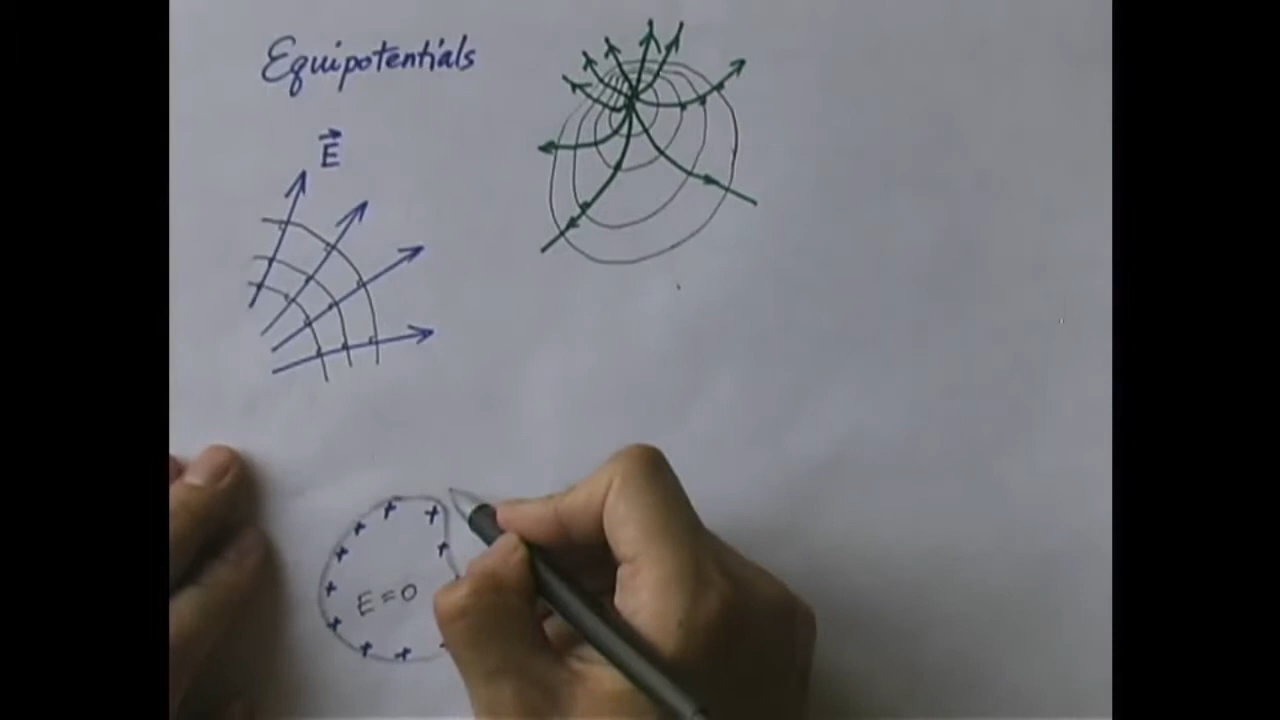 Equipotentials
E⃗
E = 0
+ + + + + + + + + + +